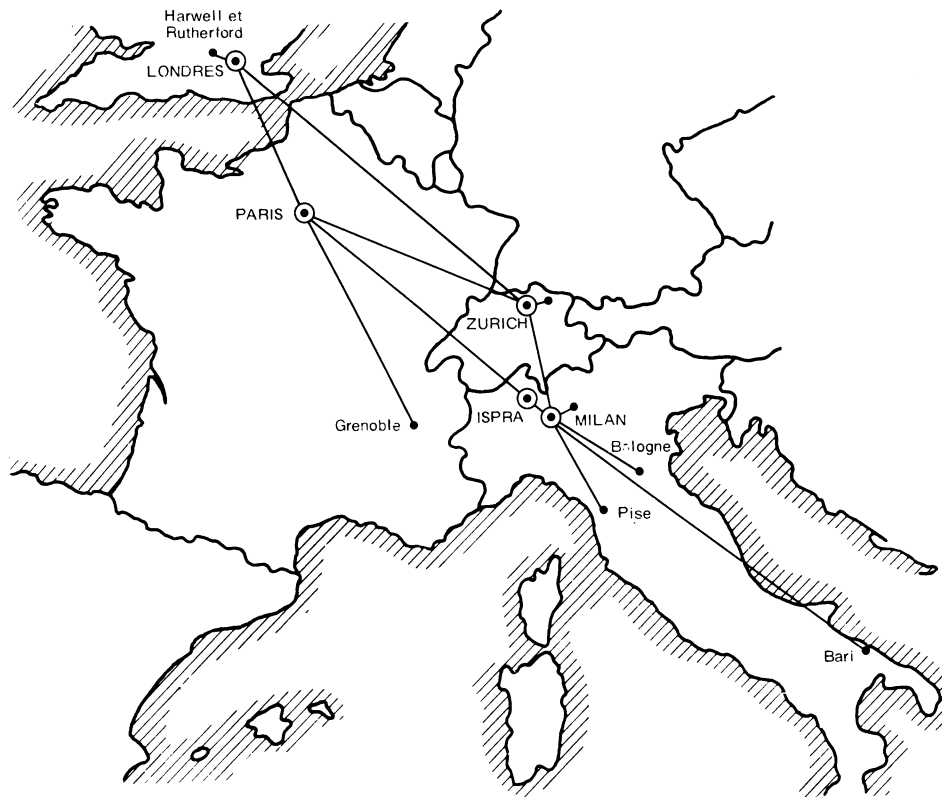 Harwell et
Rutherford
LONDRES
PARIS
ZURICH
Grenoble
ISPRA
MILAN
Bologne
Pise
Bari